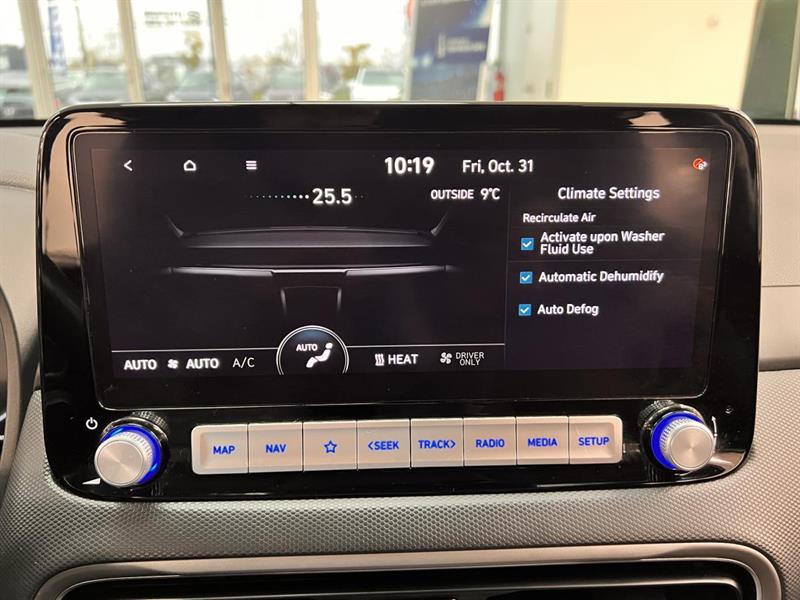 10:19 Fri, Oct. 31
25.5 OUTSIDE 9°C
Climate Settings
Recirculate Air
Activate upon Washer
Fluid Use
Automatic Dehumidify
Auto Defog
AUTO AUTO A/C
AUTO
HEAT
DRIVER
ONLY
MAP NAV <SEEK TRACK> RADIO MEDIA SETUP